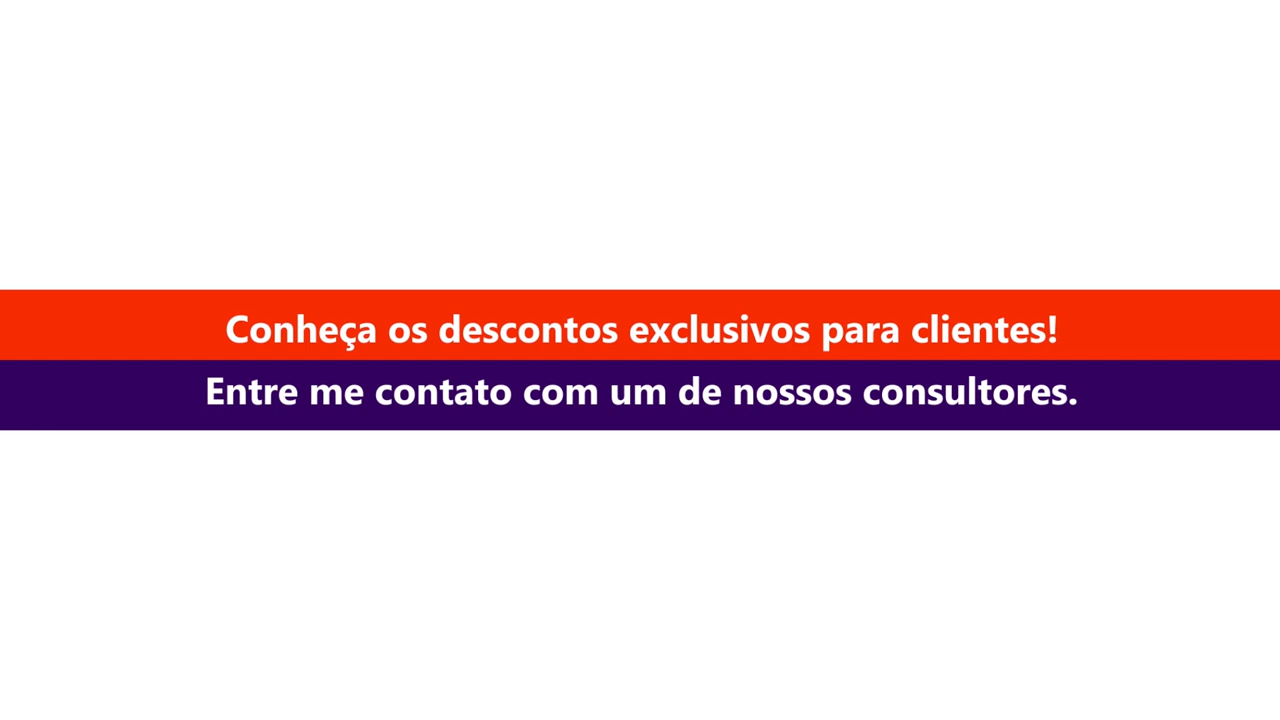 Conheça os descontos exclusivos para clientes!
Entre me contato com um de nossos consultores.